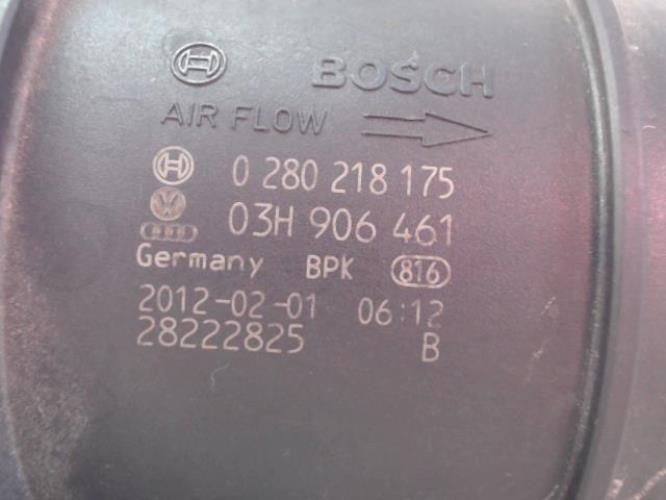 BOSCH
AIR FLOW
0 280 218 175
03H 906 461
Germany BPK 816
2012-02-01 06:12
28222825 B